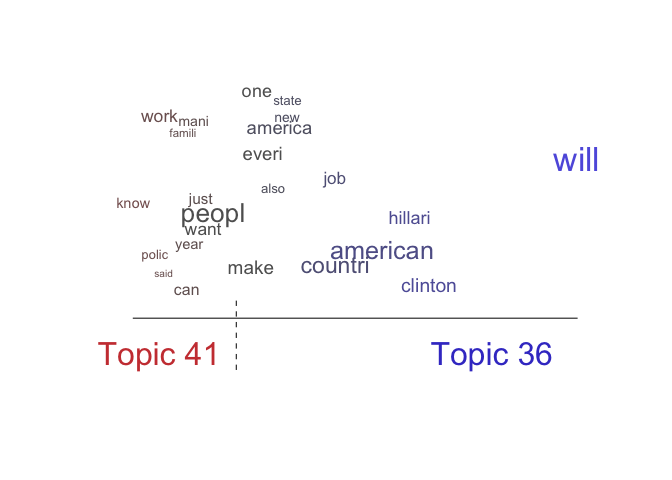 one
state
work
mani
new
famili
america
everi
will
job
also
know
just
peopl
hillari
want
year
american
polic
countri
make
said
clinton
can
Topic 41
Topic 36